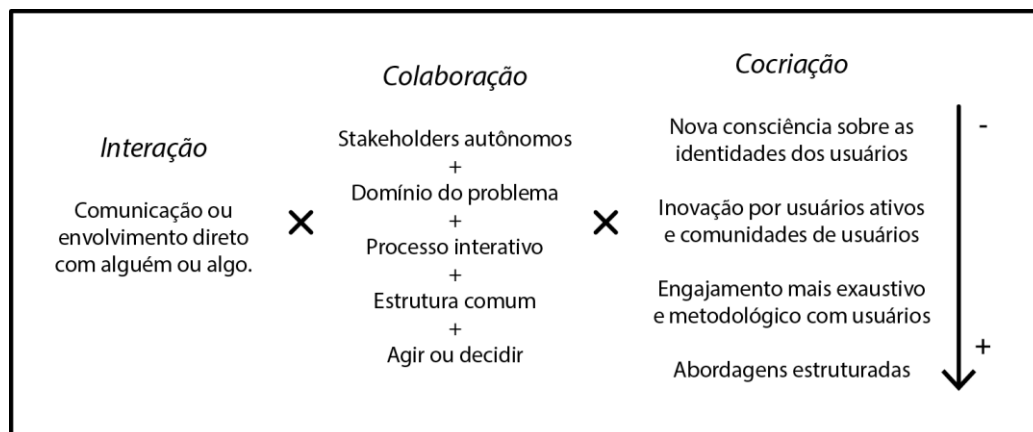 Interação
Comunicação ou
envolvimento direto
com alguém ou algo.
×
Colaboração
Stakeholders autônomos
+
Domínio do problema
+
Processo interativo
+
Estrutura comum
+
Agir ou decidir
×
Cocriação
Nova consciência sobre as
identidades dos usuários
Inovação por usuários ativos
e comunidades de usuários
Engajamento mais exaustivo
e metodológico com usuários
Abordagens estruturadas
-
+